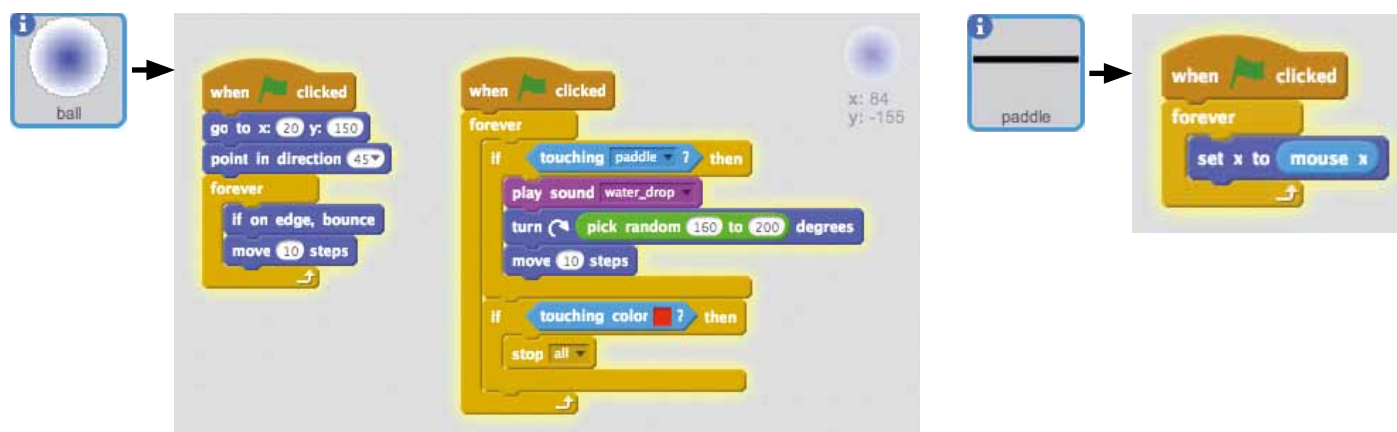 i
ball
when clicked
go to x: 20 y: 150
point in direction 45
forever
if on edge, bounce
move 10 steps
when clicked
forever
if touching paddle ? then
play sound water_drop
turn pick random 160 to 200 degrees
move 10 steps
if touching color ? then
stop all
x: 84
y: -155
i
paddle
when clicked
forever
set x to mouse x